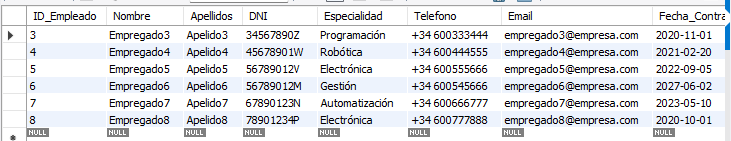 ID_Empleado Nombre Apellidos DNI Especialidad Telefono Email Fecha_Contra
3 Empregado3 Apelido3 34567890Z Programación +34 600333444 empregado3@empresa.com 2020-11-01
4 Empregado4 Apelido4 45678901W Robótica +34 600444555 empregado4@empresa.com 2021-02-20
5 Empregado5 Apelido5 56789012V Electrónica +34 600555666 empregado5@empresa.com 2022-09-05
6 Empregado6 Apelido6 56789012M Gestión +34 600545666 empregado6@empresa.com 2027-06-02
7 Empregado7 Apelido7 67890123N Automatización +34 600666777 empregado7@empresa.com 2023-05-10
8 Empregado8 Apelido8 78901234P Electrónica +34 600777888 empregado8@empresa.com 2020-10-01
NULL NULL NULL NULL NULL NULL NULL NULL